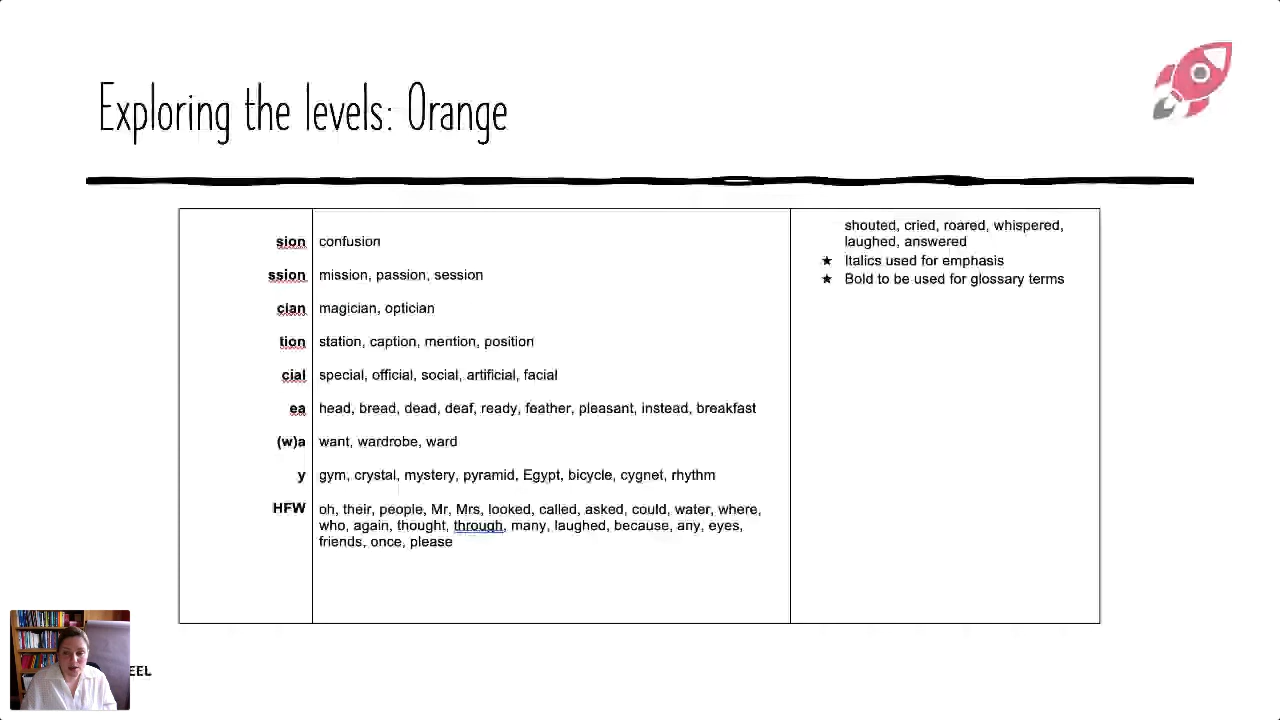 Exploring the levels: Orange
sion confusion
ssion mission, passion, session
cian magician, optician
tion station, caption, mention, position
cial special, official, social, artificial, facial
ea head, bread, dead, deaf, ready, feather, pleasant, instead, breakfast
(w)a want, wardrobe, ward
y gym, crystal, mystery, pyramid, Egypt, bicycle, cygnet, rhythm
HFW oh, their, people, Mr, Mrs, looked, called, asked, could, water, where,
who, again, thought, through, many, laughed, because, any, eyes,
friends, once, please
shouted, cried, roared, whispered,
laughed, answered
★ Italics used for emphasis
★ Bold to be used for glossary terms
EEL